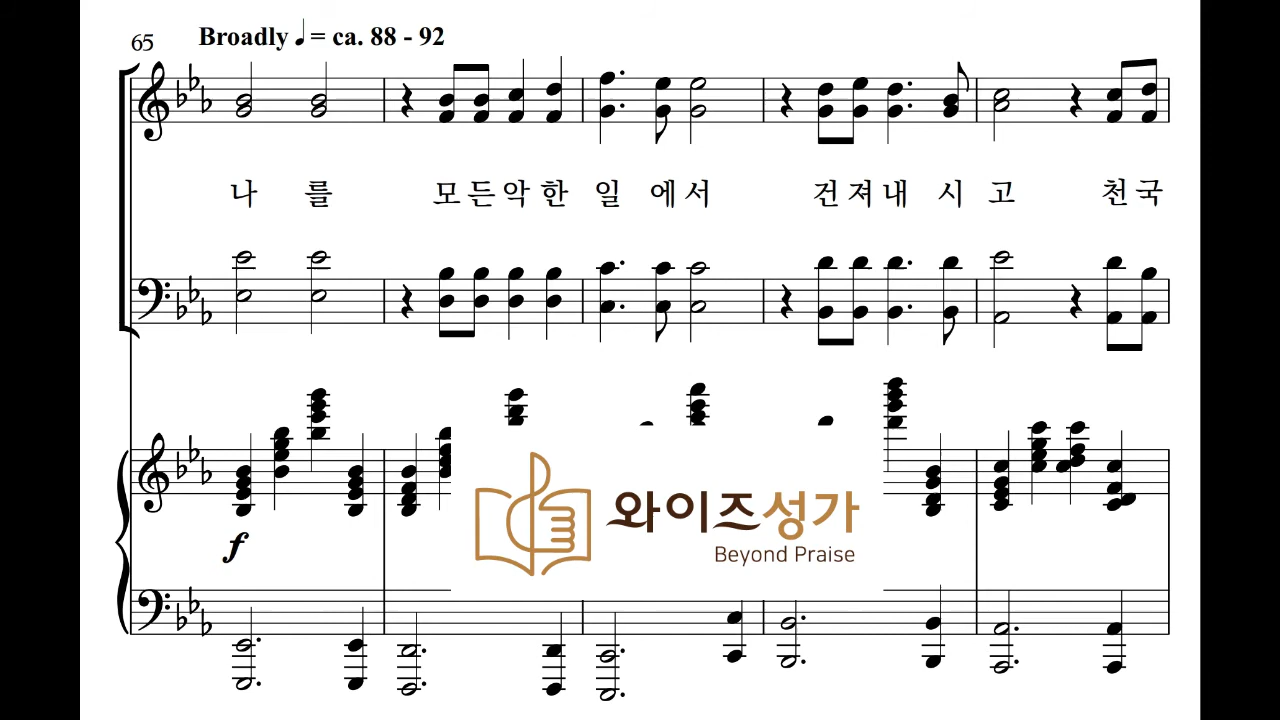 65
Broadly ♩ = ca. 88 - 92
나 를 모 든 악 한 일 에 서 건 져 내 시 고 천 국
f
와이즈성가
Beyond Praise